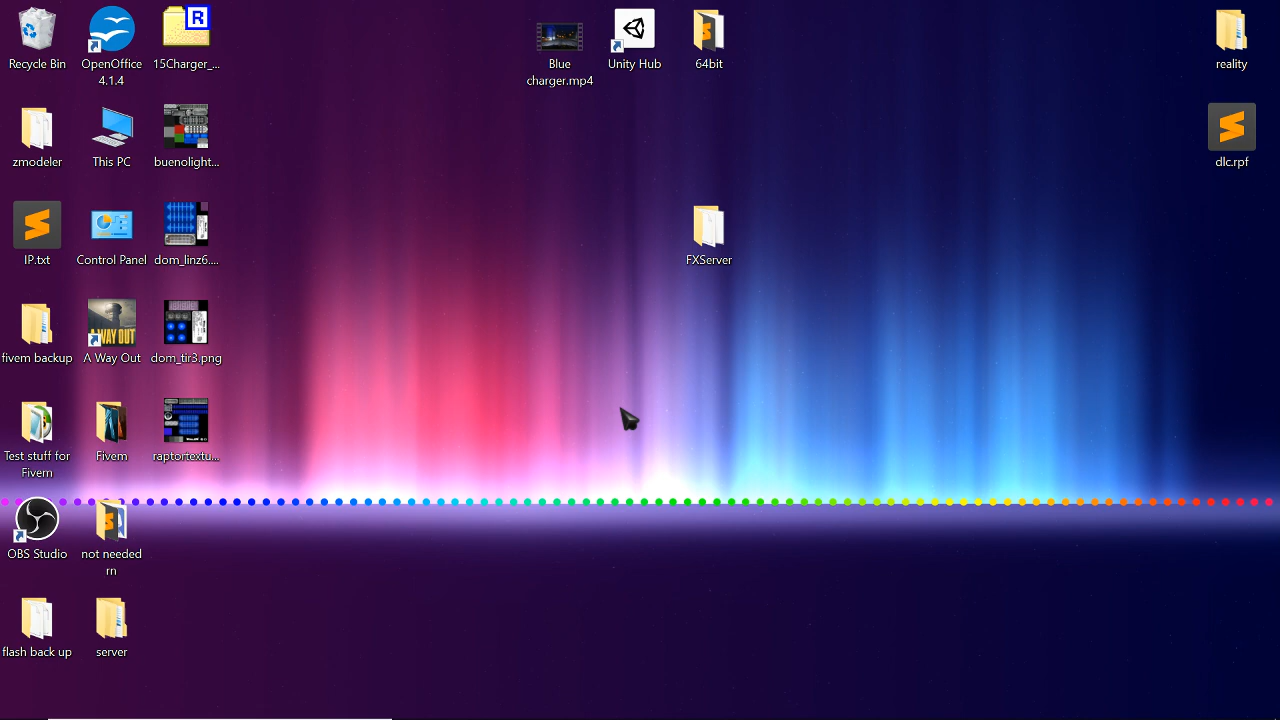 Recycle Bin
OpenOffice
4.1.4
R
15Charger_...
Blue
charger.mp4
Unity Hub
64bit
reality
zmodeler
This PC
buenolight...
dlc.rpf
IP.txt
Control Panel
dom_linz6....
FXServer
fivem backup
A WAY OUT
A Way Out
dom_tir3.png
Test stuff for
Fivem
Fivem
raptortextu...
OBS Studio
not needed
rn
flash back up
server